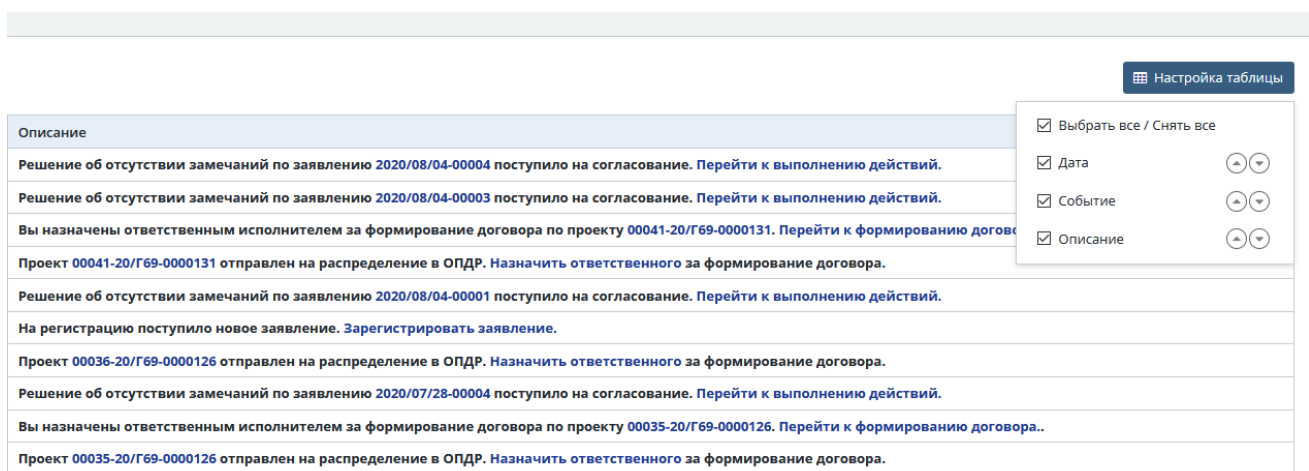 Настройка таблицы
Выбрать все / Снять все
Дата
Событие
Описание
Описание
Решение об отсутствии замечаний по заявлению 2020/08/04-00004 поступило на согласование. Перейти к выполнению действий.
Решение об отсутствии замечаний по заявлению 2020/08/04-00003 поступило на согласование. Перейти к выполнению действий.
Вы назначены ответственным исполнителем за формирование договора по проекту 00041-20/Г69-0000131. Перейти к формированию догово
Проект 00041-20/Г69-0000131 отправлен на распределение в ОПДР. Назначить ответственного за формирование договора.
Решение об отсутствии замечаний по заявлению 2020/08/04-00001 поступило на согласование. Перейти к выполнению действий.
На регистрацию поступило новое заявление. Зарегистрировать заявление.
Проект 00036-20/Г69-0000126 отправлен на распределение в ОПДР. Назначить ответственного за формирование договора.
Решение об отсутствии замечаний по заявлению 2020/07/28-00004 поступило на согласование. Перейти к выполнению действий.
Вы назначены ответственным исполнителем за формирование договора по проекту 00035-20/Г69-0000126. Перейти к формированию договора..
Проект 00035-20/Г69-0000126 отправлен на распределение в ОПДР. Назначить ответственного за формирование договора.